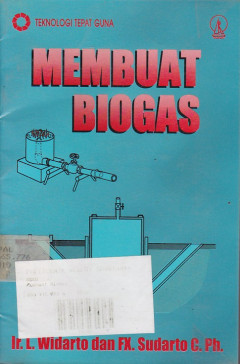 TEKNOLOGI TEPAT GUNA
MEMBUAT
BIOGAS
Ir. L. Widarto dan FX. Sudarto C. Ph.